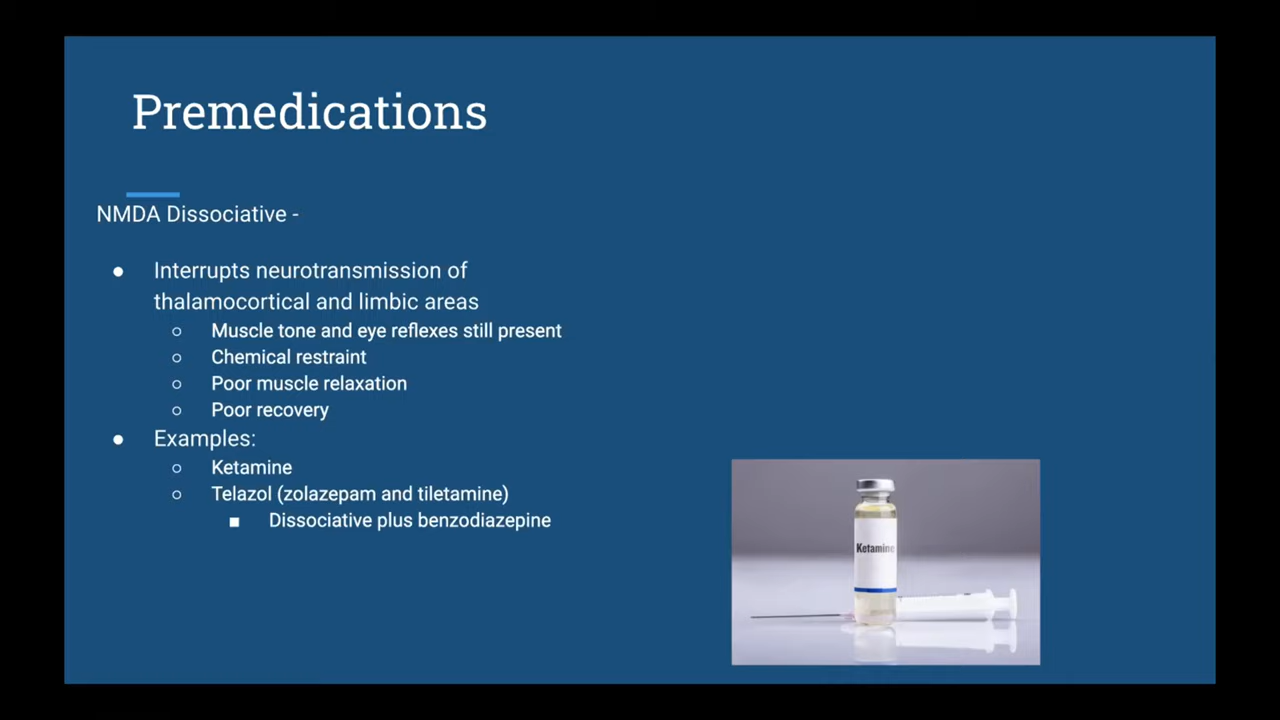 Premedications
NMDA Dissociative -
● Interrupts neurotransmission of
thalamocortical and limbic areas
○ Muscle tone and eye reflexes still present
○ Chemical restraint
○ Poor muscle relaxation
○ Poor recovery
● Examples:
○ Ketamine
○ Telazol (zolazepam and tiletamine)
■ Dissociative plus benzodiazepine
Ketamine